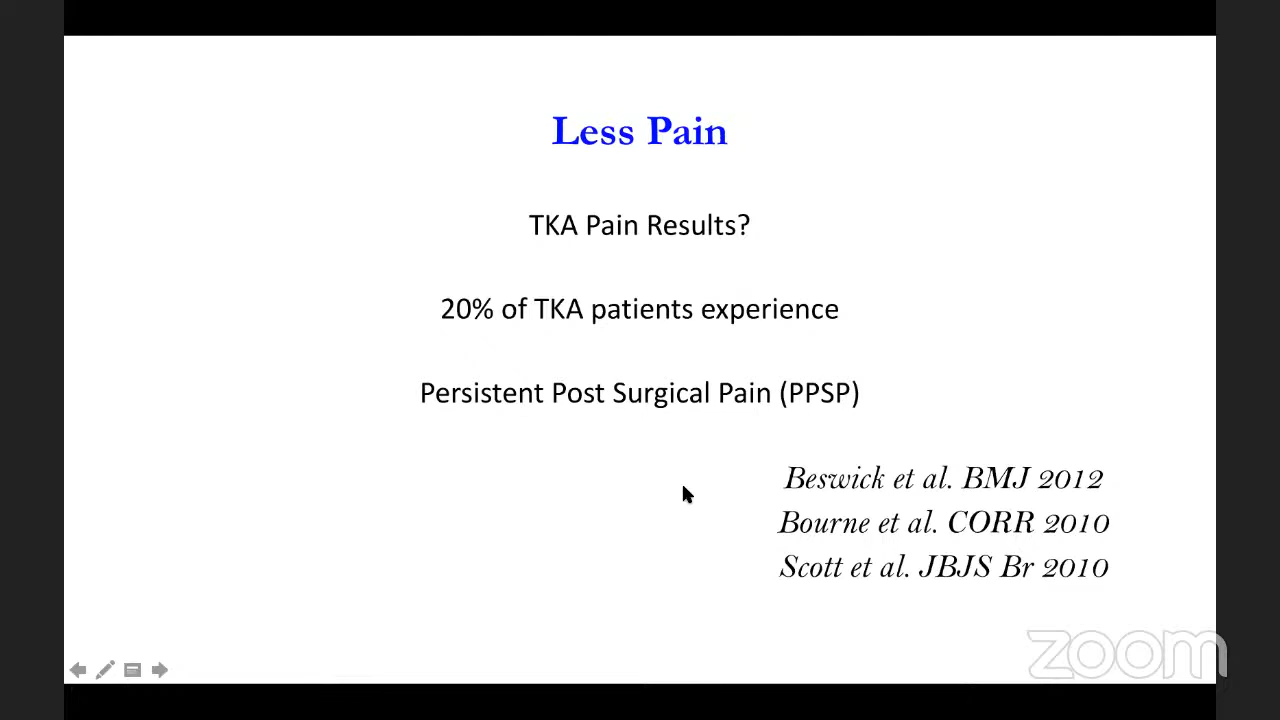 Less Pain
TKA Pain Results?
20% of TKA patients experience
Persistent Post Surgical Pain (PPSP)
Beswick et al. BMJ 2012
Bourne et al. CORR 2010
Scott et al. JBJS Br 2010
zoom